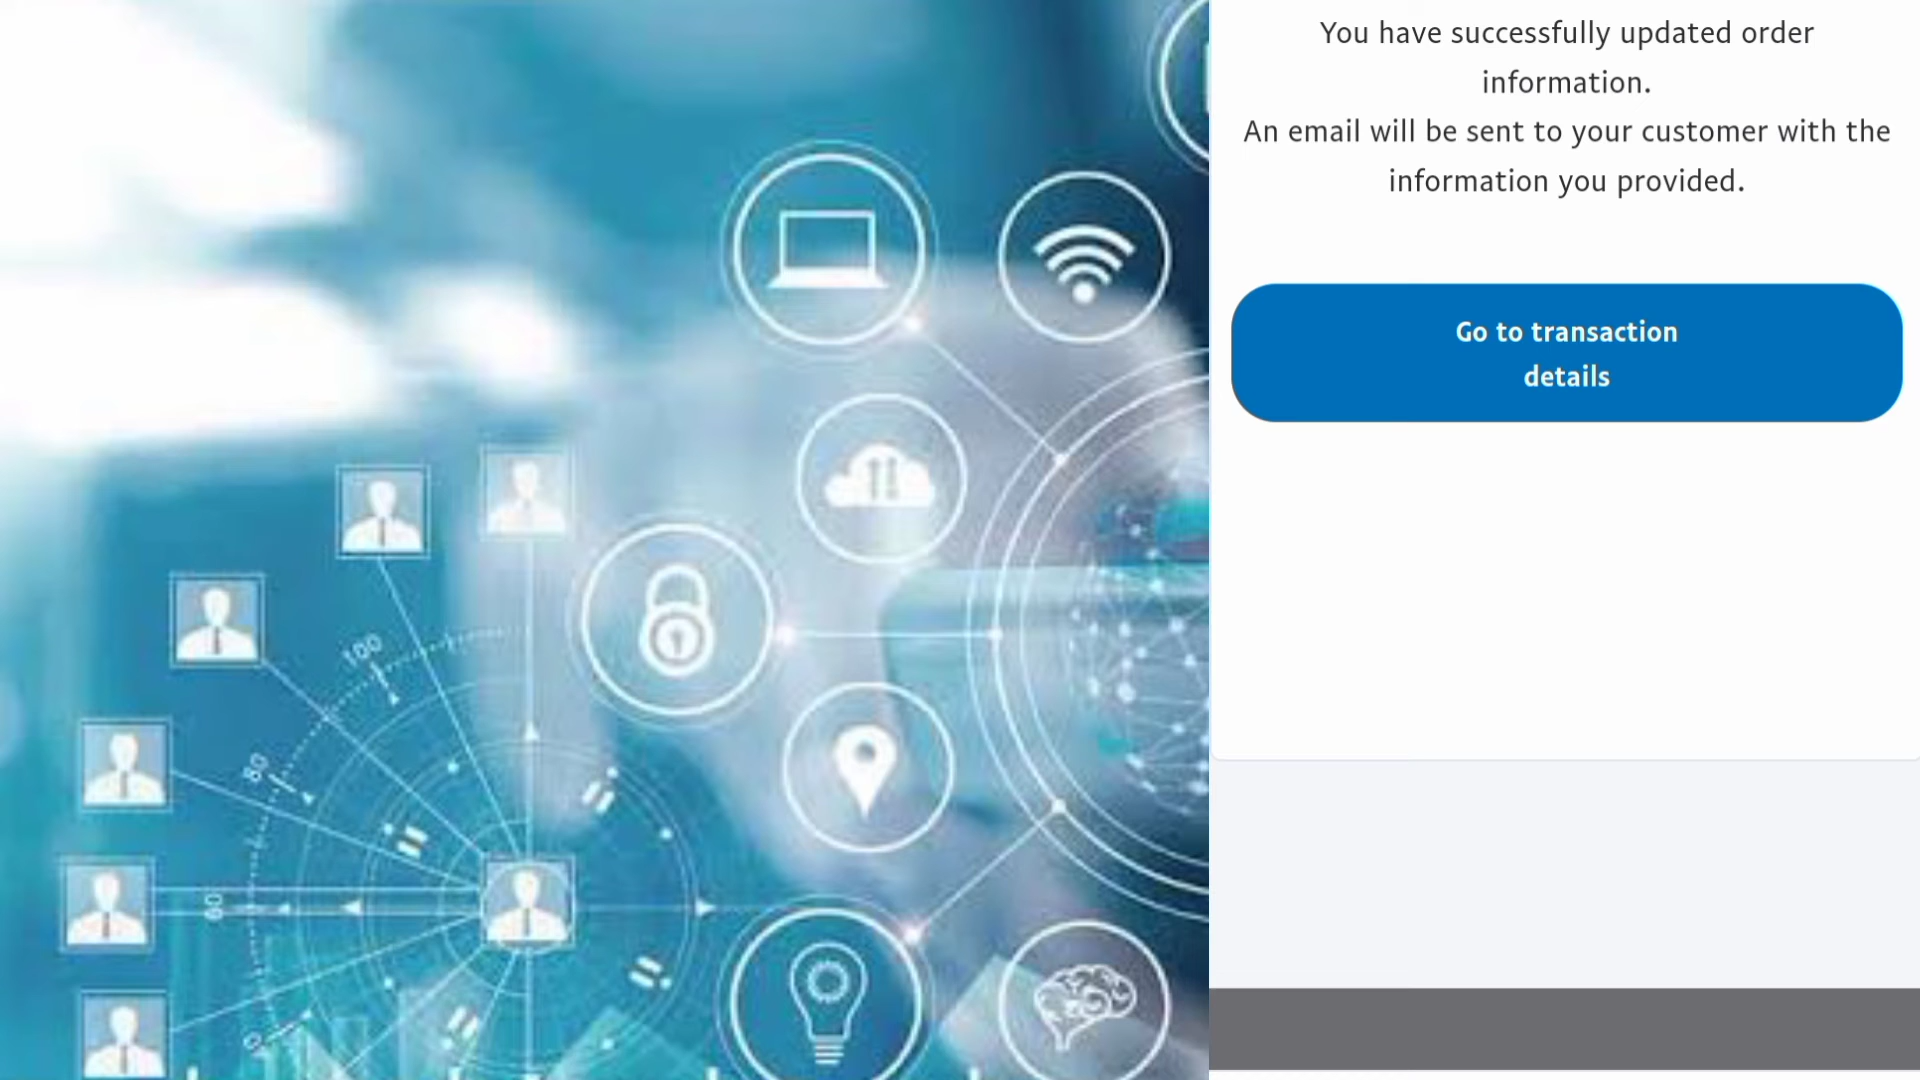 You have successfully updated order
information.
An email will be sent to your customer with the
information you provided.
Go to transaction
details
100
80
60